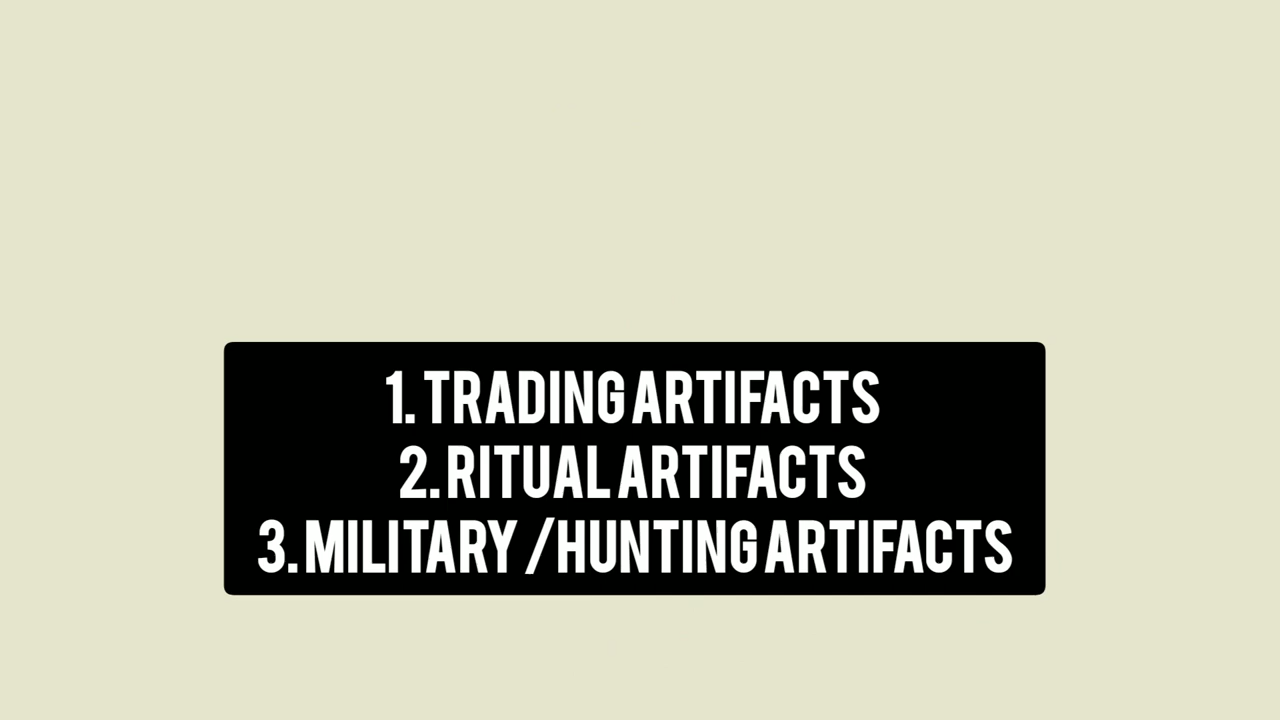 1. TRADING ARTIFACTS
2. RITUAL ARTIFACTS
3. MILITARY /HUNTING ARTIFACTS